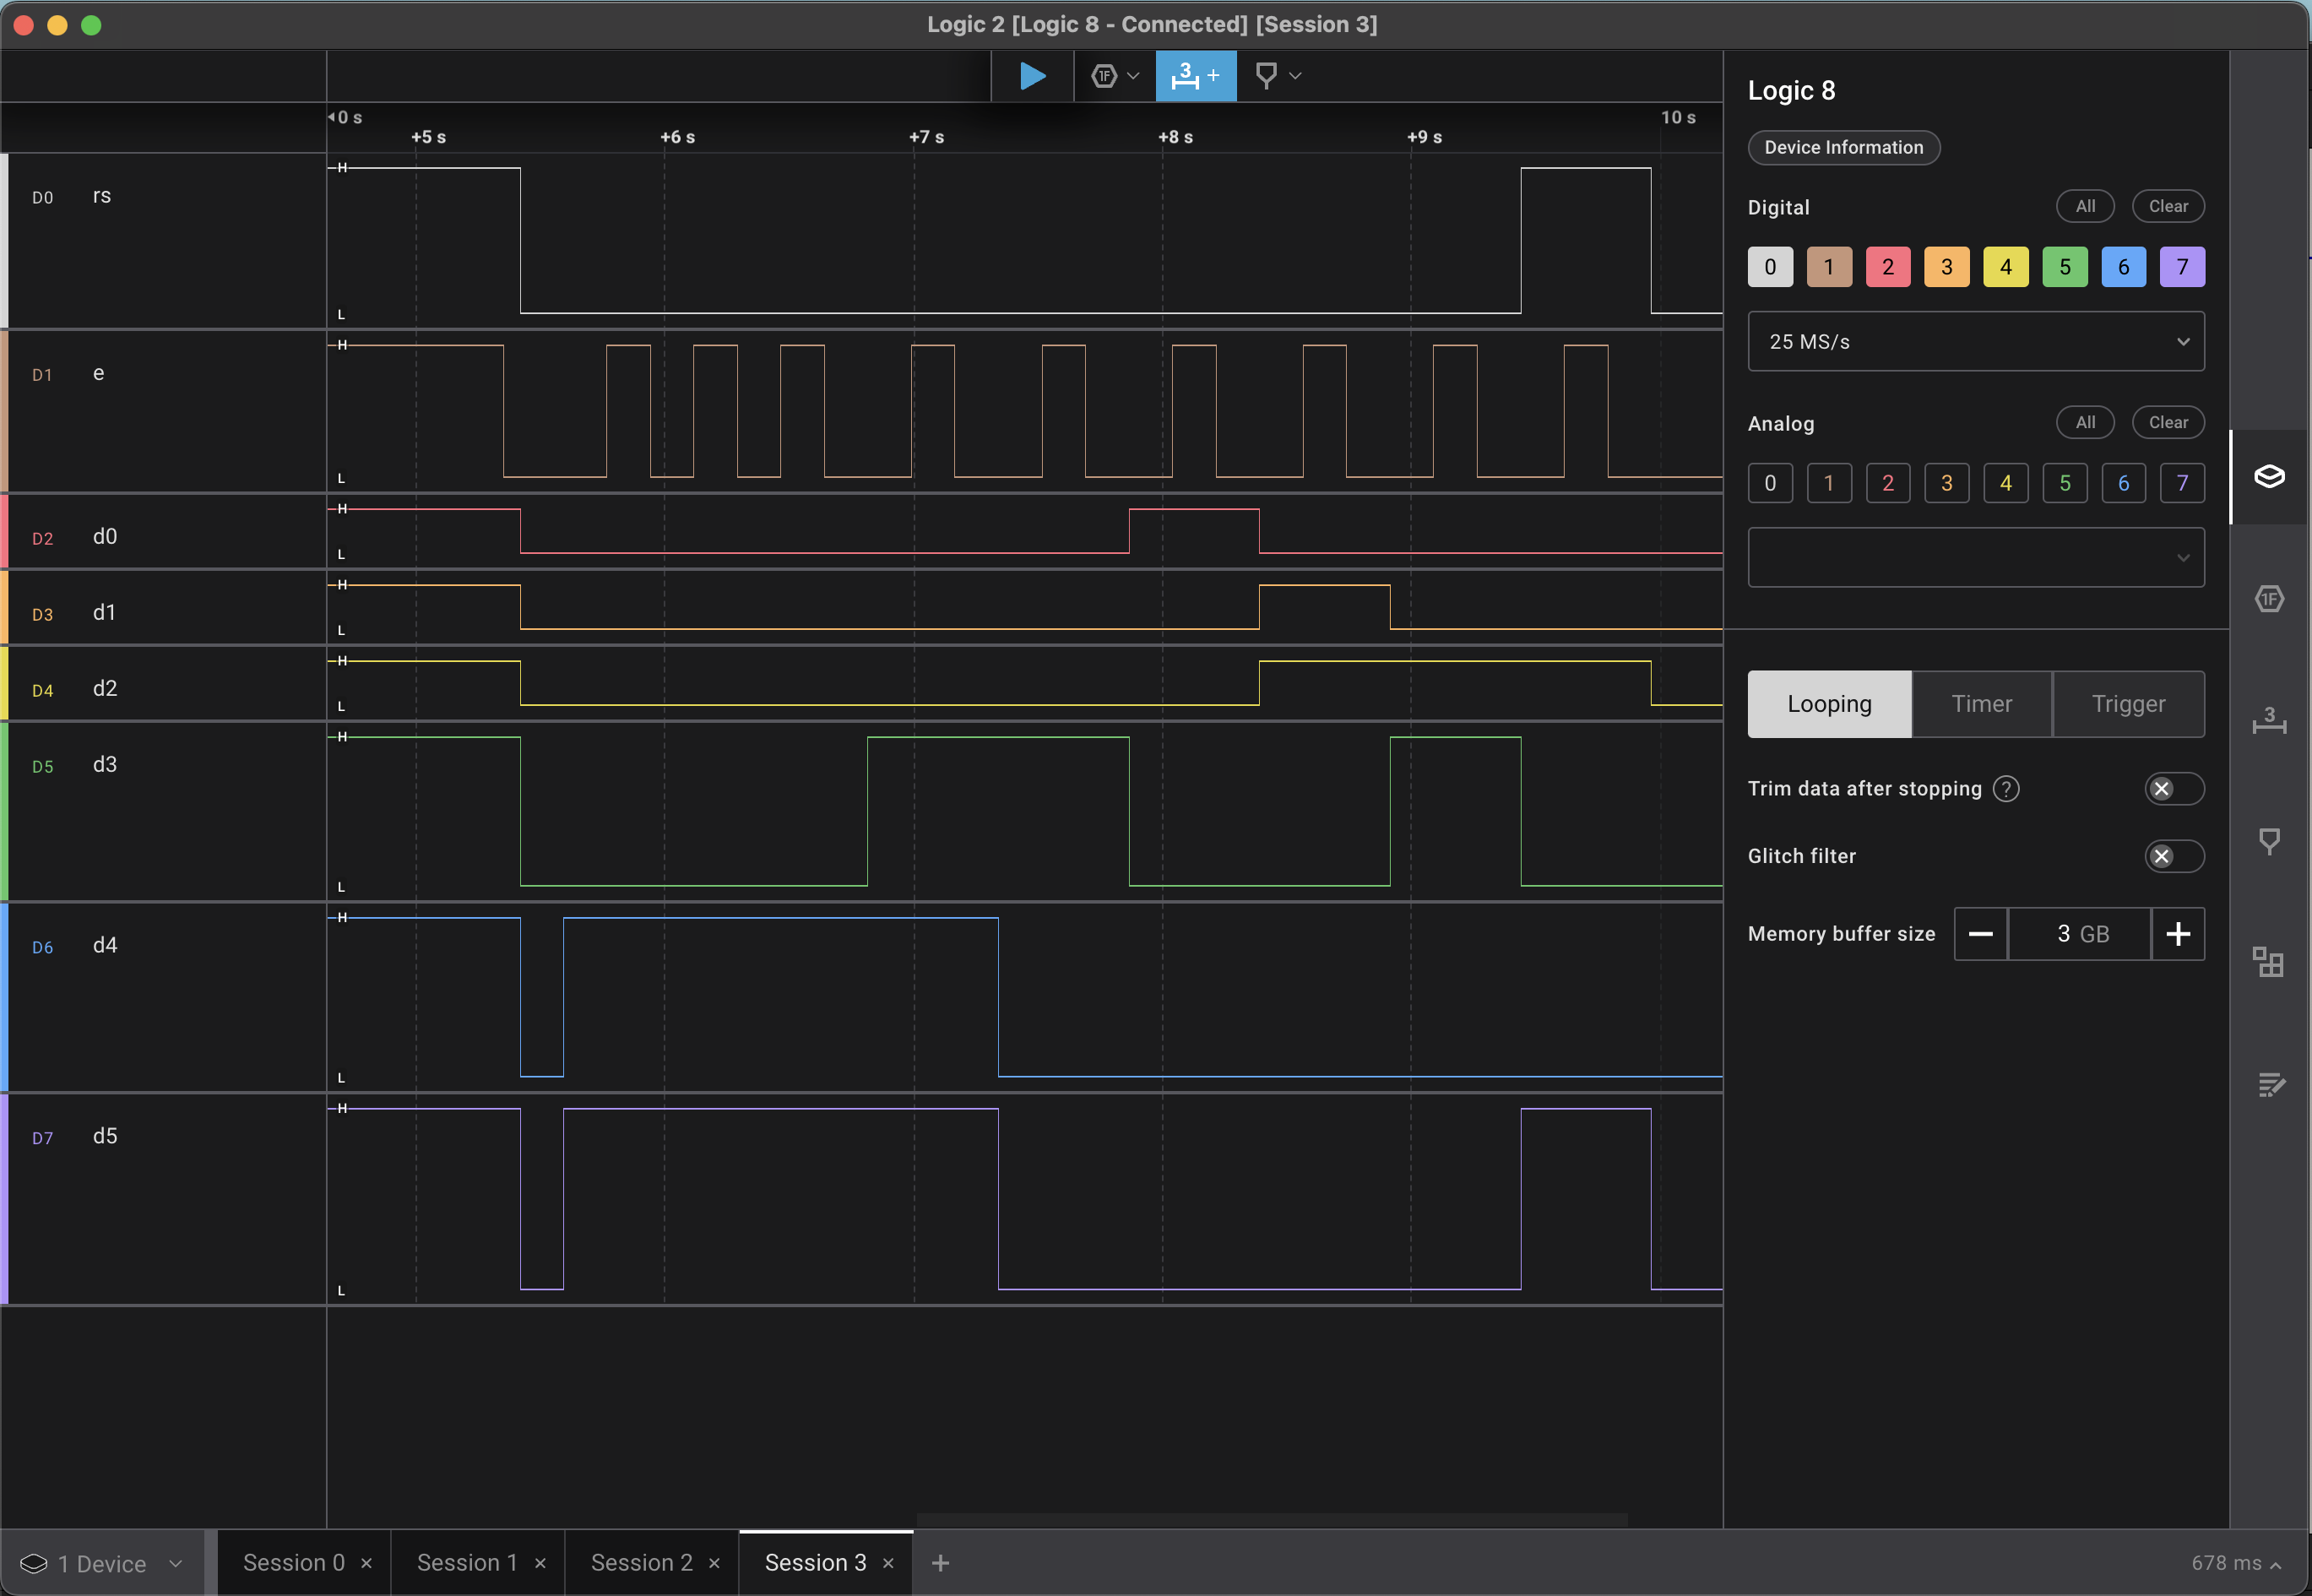 Logic 2 [Logic 8 - Connected] [Session 3]
1F
3 +
0 s
10 s
+5 s +6 s +7 s +8 s +9 s
D0 rs
H
L
D1 e
H
L
D2 d0
H
L
D3 d1
H
L
D4 d2
H
L
D5 d3
H
L
D6 d4
H
L
D7 d5
H
L
Logic 8
Device Information
Digital All Clear
0 1 2 3 4 5 6 7
25 MS/s
Analog All Clear
0 1 2 3 4 5 6 7
Looping Timer Trigger
Trim data after stopping ?
Glitch filter
Memory buffer size 3 GB
1F
3
1 Device Session 0 × Session 1 × Session 2 × Session 3 × + 678 ms